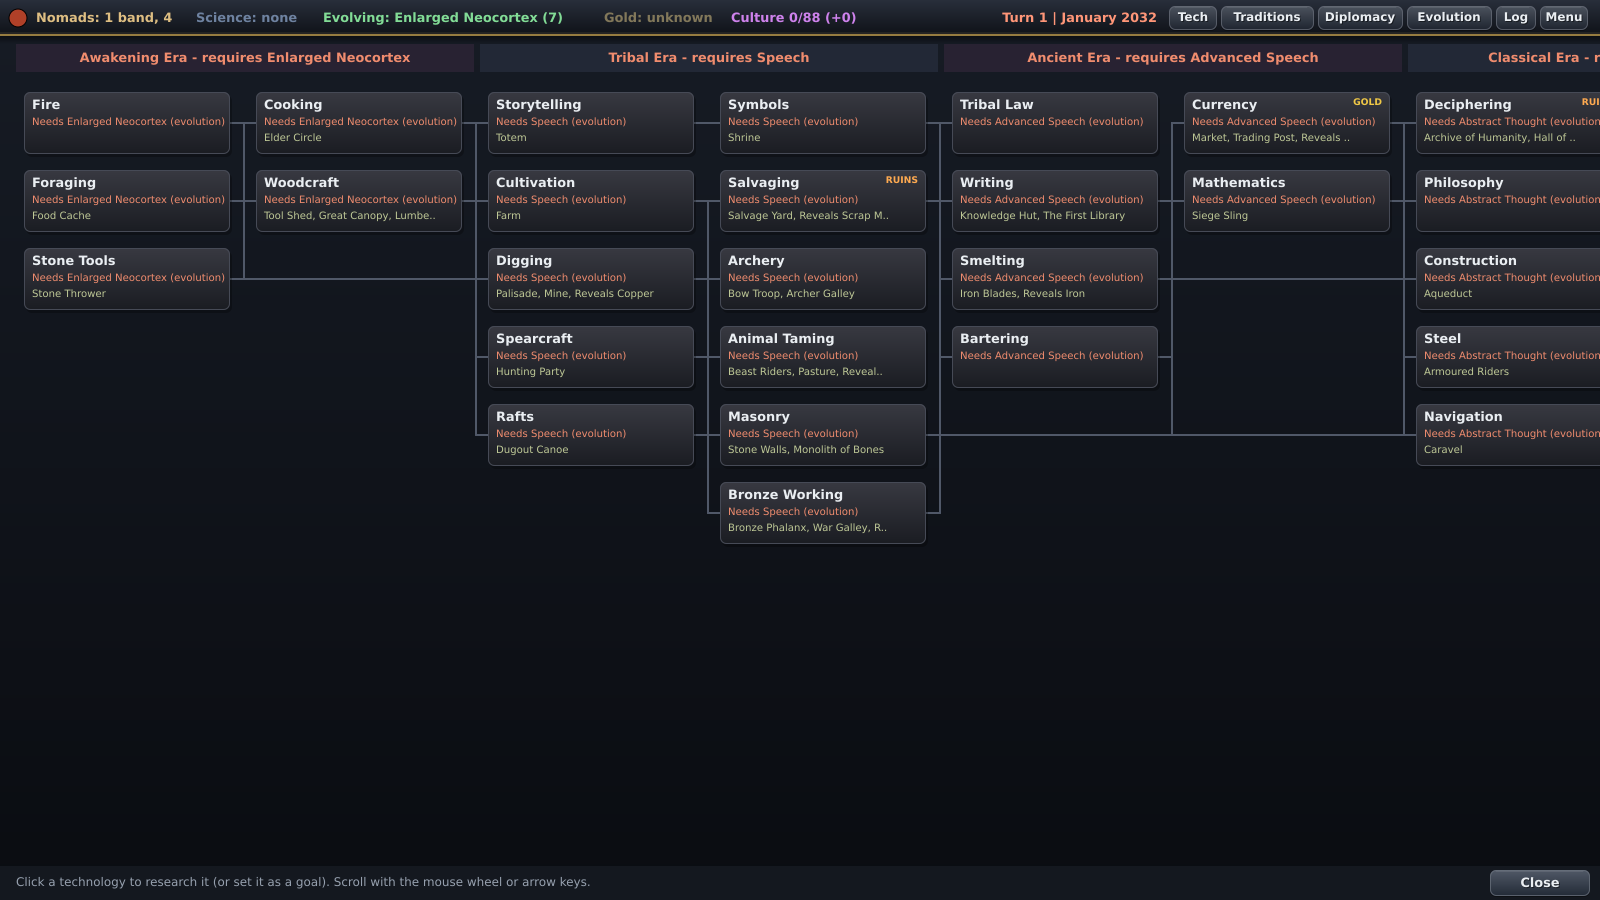 Nomads: 1 band, 4
Science: none
Evolving: Enlarged Neocortex (7)
Gold: unknown
Culture 0/88 (+0)
Turn 1 | January 2032
Tech
Traditions
Diplomacy
Evolution
Log
Menu
Awakening Era - requires Enlarged Neocortex
Tribal Era - requires Speech
Ancient Era - requires Advanced Speech
Classical Era - r
Fire
Needs Enlarged Neocortex (evolution)
Cooking
Needs Enlarged Neocortex (evolution)
Elder Circle
Storytelling
Needs Speech (evolution)
Totem
Symbols
Needs Speech (evolution)
Shrine
Tribal Law
Needs Advanced Speech (evolution)
Currency
GOLD
Needs Advanced Speech (evolution)
Market, Trading Post, Reveals ..
Deciphering
RUI
Needs Abstract Thought (evolution
Archive of Humanity, Hall of ..
Foraging
Needs Enlarged Neocortex (evolution)
Food Cache
Woodcraft
Needs Enlarged Neocortex (evolution)
Tool Shed, Great Canopy, Lumbe..
Cultivation
Needs Speech (evolution)
Farm
Salvaging
RUINS
Needs Speech (evolution)
Salvage Yard, Reveals Scrap M..
Writing
Needs Advanced Speech (evolution)
Knowledge Hut, The First Library
Mathematics
Needs Advanced Speech (evolution)
Siege Sling
Philosophy
Needs Abstract Thought (evolution
Stone Tools
Needs Enlarged Neocortex (evolution)
Stone Thrower
Digging
Needs Speech (evolution)
Palisade, Mine, Reveals Copper
Archery
Needs Speech (evolution)
Bow Troop, Archer Galley
Smelting
Needs Advanced Speech (evolution)
Iron Blades, Reveals Iron
Construction
Needs Abstract Thought (evolution
Aqueduct
Spearcraft
Needs Speech (evolution)
Hunting Party
Animal Taming
Needs Speech (evolution)
Beast Riders, Pasture, Reveal..
Bartering
Needs Advanced Speech (evolution)
Steel
Needs Abstract Thought (evolution
Armoured Riders
Rafts
Needs Speech (evolution)
Dugout Canoe
Masonry
Needs Speech (evolution)
Stone Walls, Monolith of Bones
Navigation
Needs Abstract Thought (evolution
Caravel
Bronze Working
Needs Speech (evolution)
Bronze Phalanx, War Galley, R..
Click a technology to research it (or set it as a goal). Scroll with the mouse wheel or arrow keys.
Close